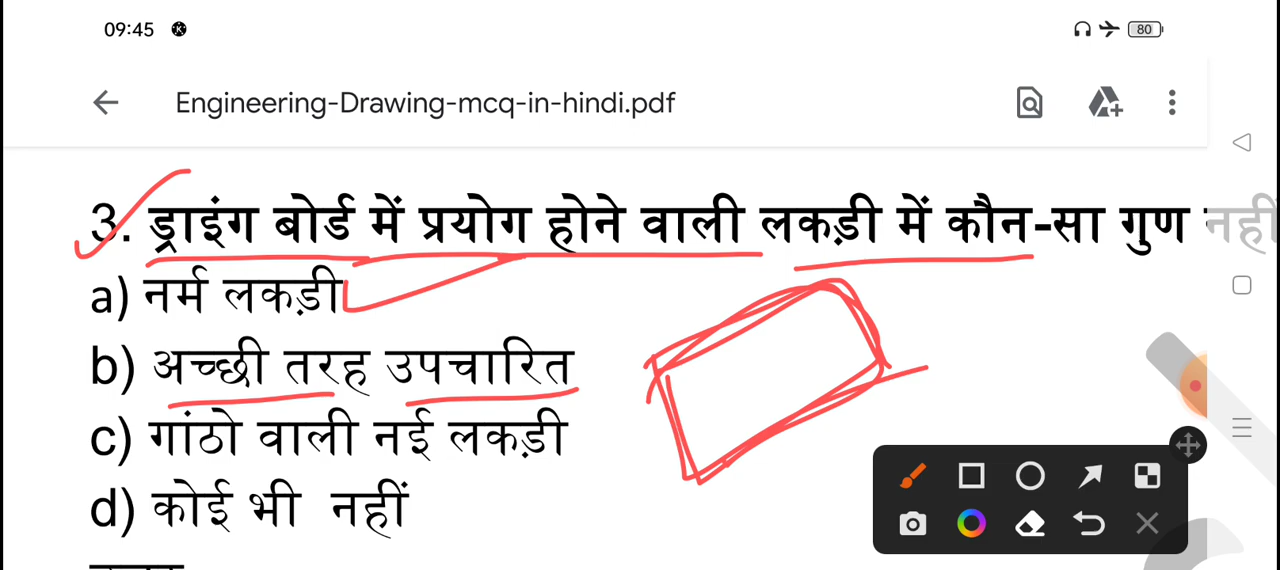 09:45
80
Engineering-Drawing-mcq-in-hindi.pdf
3. ड्राइंग बोर्ड में प्रयोग होने वाली लकड़ी में कौन-सा गुण नहीं
a) नर्म लकड़ी
b) अच्छी तरह उपचारित
c) गांठो वाली नई लकड़ी
d) कोई भी नहीं